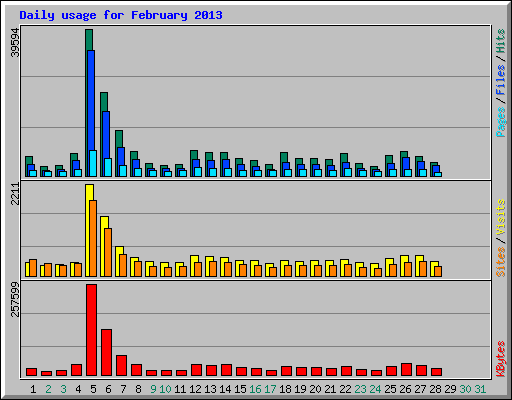 Daily usage for February 2013
39594
Pages/Files/Hits
2211
Sites/Visits
257599
KBytes
1 2 3 4 5 6 7 8 9 10 11 12 13 14 15 16 17 18 19 20 21 22 23 24 25 26 27 28 29 30 31